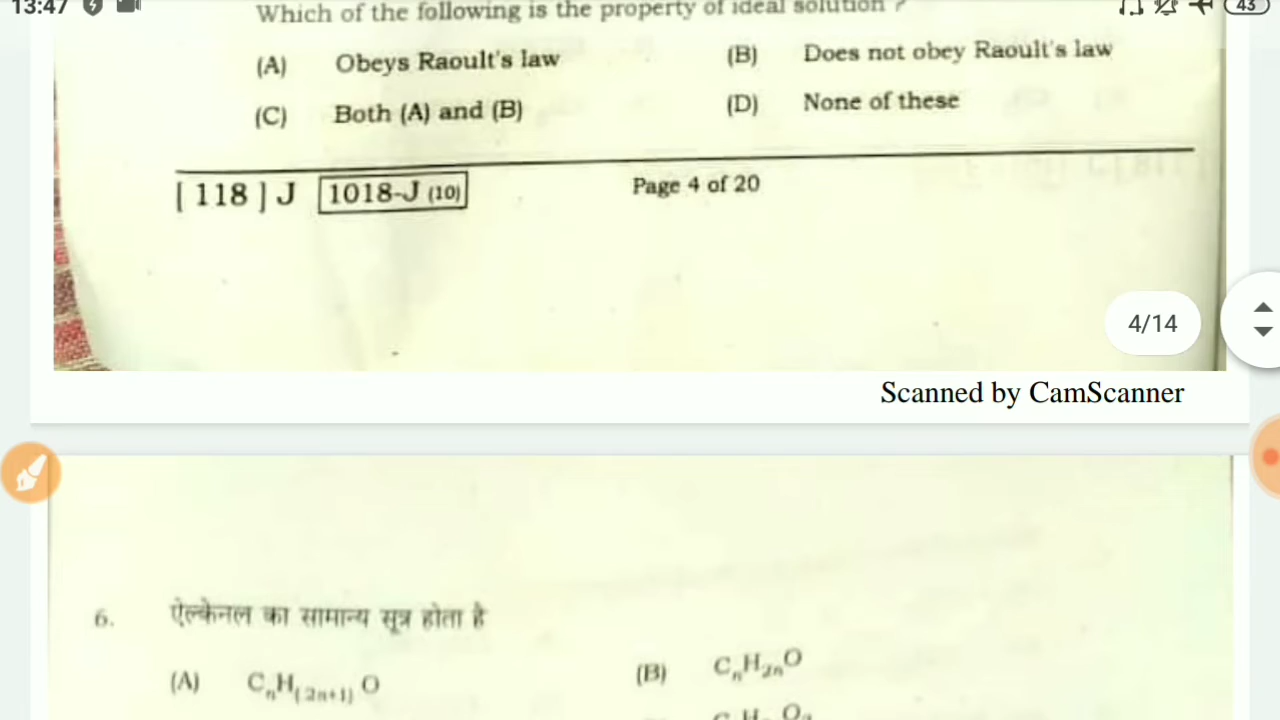 13:47
43
Which of the following is the property of ideal solution ?
(A) Obeys Raoult's law (B) Does not obey Raoult's law
(C) Both (A) and (B) (D) None of these
[ 118 ] J 1018-J (10) Page 4 of 20
4/14
Scanned by CamScanner
6. ऐल्केनल का सामान्य सूत्र होता है
(A) CₙH₍₂ₙ₊₁₎ O (B) CₙH₂ₙO